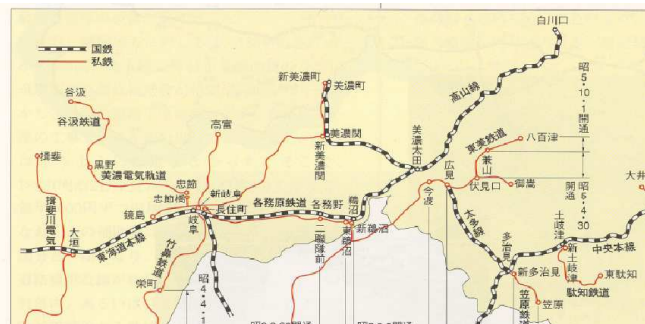 国鉄
私鉄
白川口
谷汲
谷汲鉄道
黒野
美濃電気軌道
揖斐
揖斐川電気
大垣
東海道本線
高富
忠節
忠節橋
新岐阜
鏡島
岐阜
長住町
竹鼻鉄道
栄町
昭4・4・1
新美濃町
美濃町
美濃関
新美濃関
各務原鉄道
各務野
二聯隊前
鵜沼
東鵜沼
新鵜沼
美濃太田
高山線
今渡
広見
東美鉄道
八百津
兼山
伏見口
御嵩
昭5・10・1開通
昭6・4・30
開通
太多線
多治見
新多治見
笠原鉄道
笠原
土岐津
新土岐津
中央本線
東駄知
駄知鉄道
大井